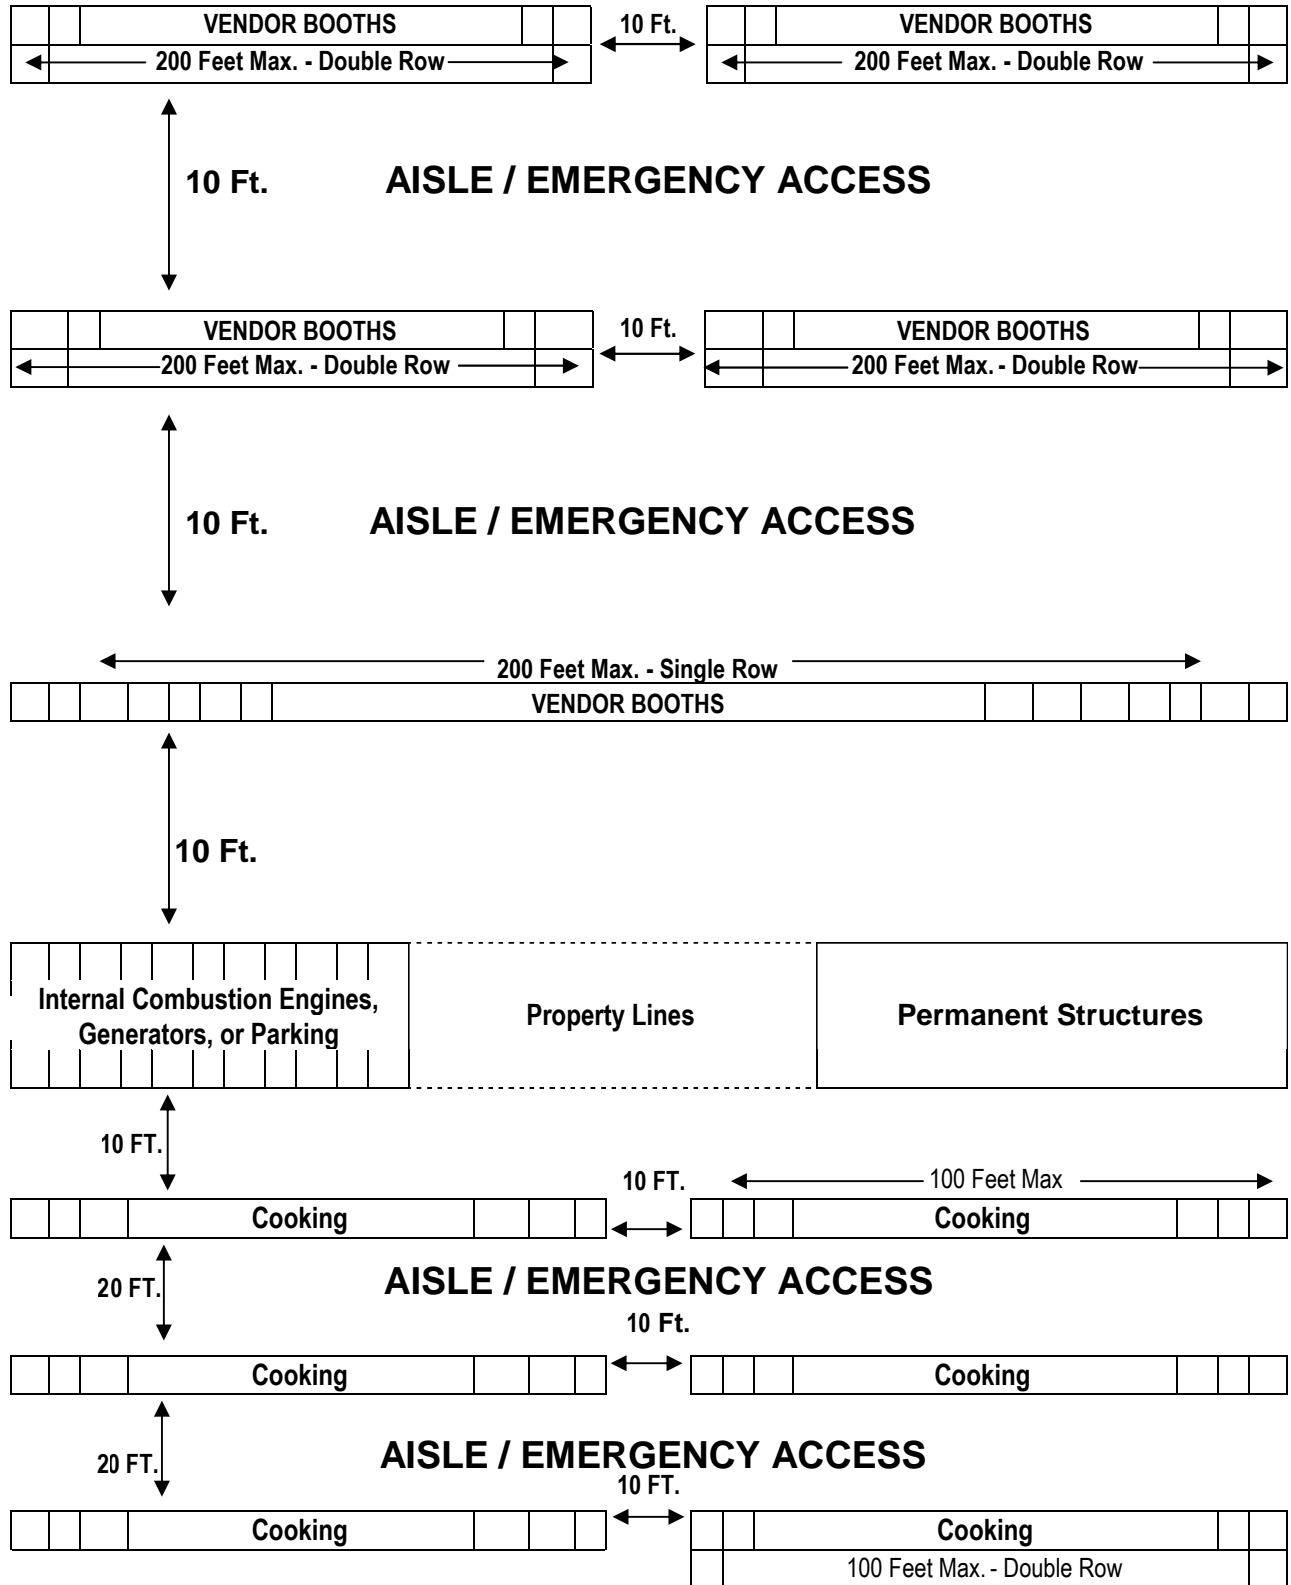 VENDOR BOOTHS 10 Ft. VENDOR BOOTHS
200 Feet Max. - Double Row 200 Feet Max. - Double Row
10 Ft. AISLE / EMERGENCY ACCESS
VENDOR BOOTHS 10 Ft. VENDOR BOOTHS
200 Feet Max. - Double Row 200 Feet Max. - Double Row
10 Ft. AISLE / EMERGENCY ACCESS
200 Feet Max. - Single Row
VENDOR BOOTHS
10 Ft.
Internal Combustion Engines,
Generators, or Parking
Property Lines
Permanent Structures
10 FT.
10 FT. 100 Feet Max
Cooking Cooking
20 FT. AISLE / EMERGENCY ACCESS
10 Ft.
Cooking Cooking
20 FT. AISLE / EMERGENCY ACCESS
10 FT.
Cooking Cooking
100 Feet Max. - Double Row